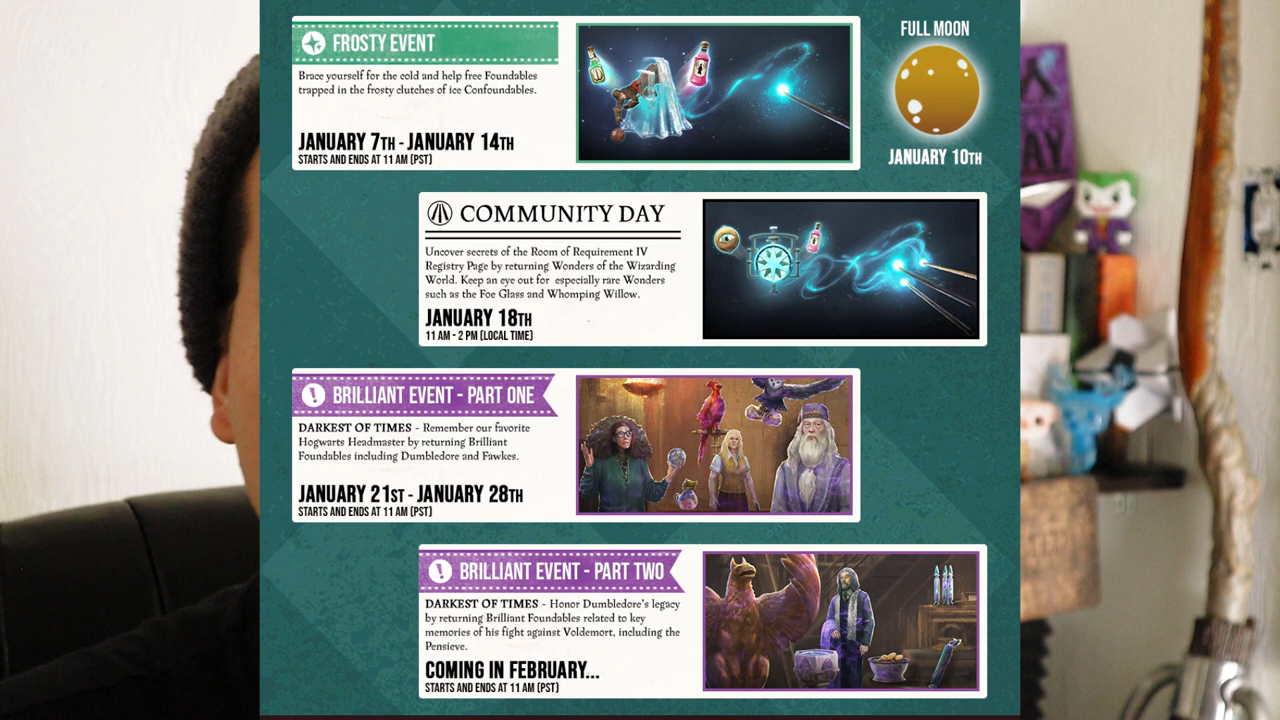 FROSTY EVENT
Brace yourself for the cold and help free Foundables
trapped in the frosty clutches of ice Confoundables.
JANUARY 7TH - JANUARY 14TH
STARTS AND ENDS AT 11 AM (PST)
FULL MOON
JANUARY 10TH
COMMUNITY DAY
Uncover secrets of the Room of Requirement IV
Registry Page by returning Wonders of the Wizarding
World. Keep an eye out for especially rare Wonders
such as the Foe Glass and Whomping Willow.
JANUARY 18TH
11 AM - 2 PM (LOCAL TIME)
BRILLIANT EVENT - PART ONE
DARKEST OF TIMES - Remember our favorite
Hogwarts Headmaster by returning Brilliant
Foundables including Dumbledore and Fawkes.
JANUARY 21ST - JANUARY 28TH
STARTS AND ENDS AT 11 AM (PST)
BRILLIANT EVENT - PART TWO
DARKEST OF TIMES - Honor Dumbledore's legacy
by returning Brilliant Foundables related to key
memories of his fight against Voldemort, including the
Pensieve.
COMING IN FEBRUARY...
STARTS AND ENDS AT 11 AM (PST)